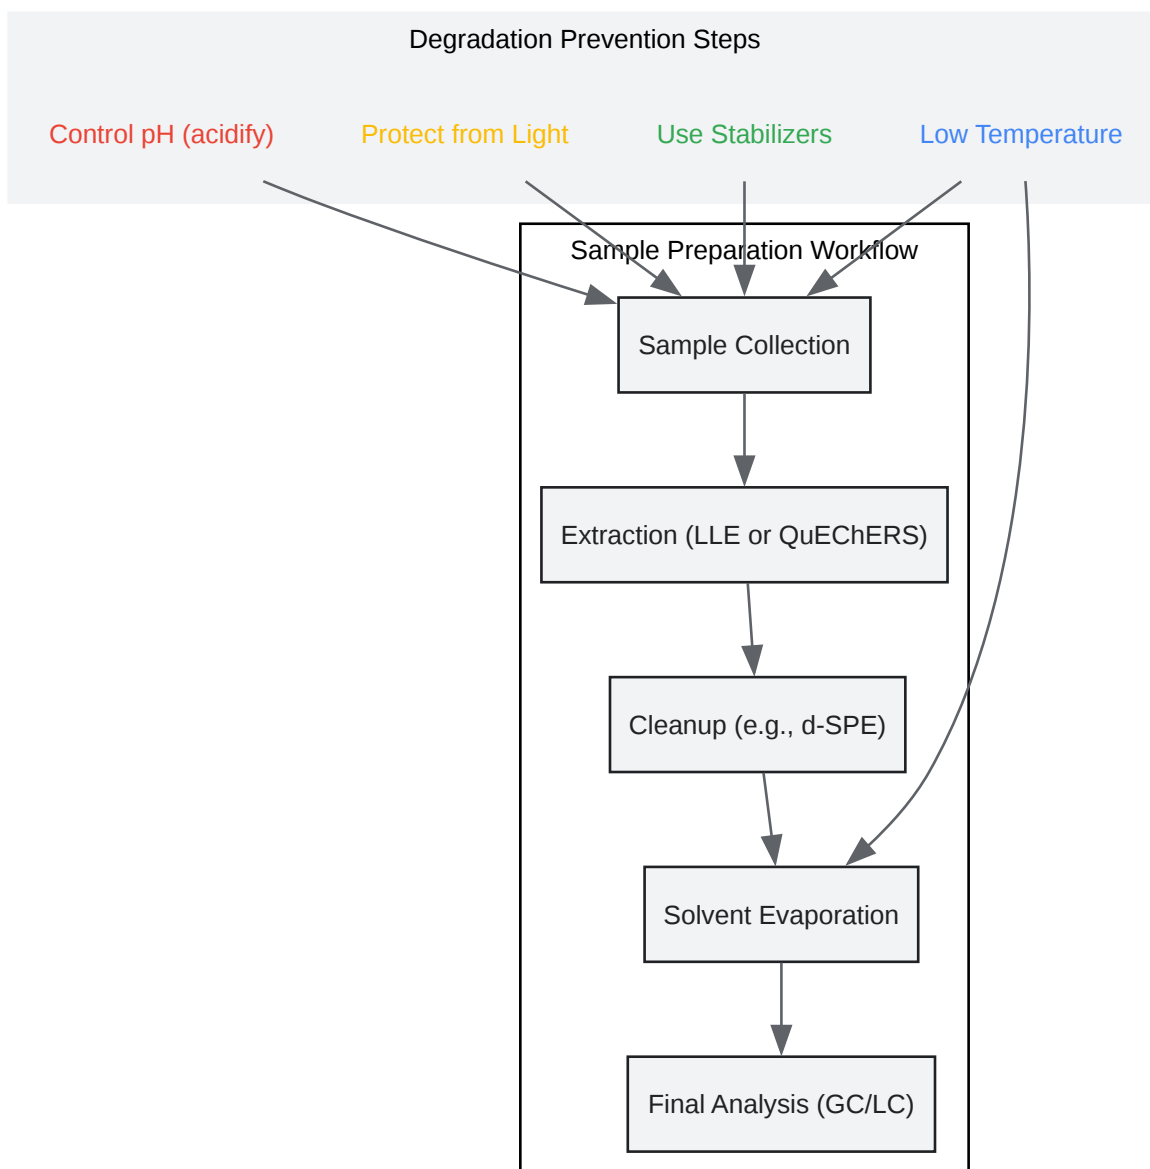 Degradation Prevention Steps
Control pH (acidify)
Protect from Light
Use Stabilizers
Low Temperature
Sample Preparation Workflow
Sample Collection
Extraction (LLE or QuEChERS)
Cleanup (e.g., d-SPE)
Solvent Evaporation
Final Analysis (GC/LC)